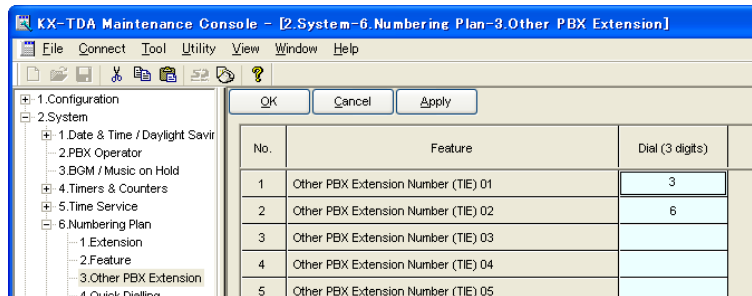 KX-TDA Maintenance Console - [2.System-6.Numbering Plan-3.Other PBX Extension]
File Connect Tool Utility View Window Help
1.Configuration
2.System
1.Date & Time / Daylight Savin
2.PBX Operator
3.BGM / Music on Hold
4.Timers & Counters
5.Time Service
6.Numbering Plan
1.Extension
2.Feature
3.Other PBX Extension
4.Quick Dialling
OK Cancel Apply
No. Feature Dial (3 digits)
1 Other PBX Extension Number (TIE) 01 3
2 Other PBX Extension Number (TIE) 02 6
3 Other PBX Extension Number (TIE) 03
4 Other PBX Extension Number (TIE) 04
5 Other PBX Extension Number (TIE) 05